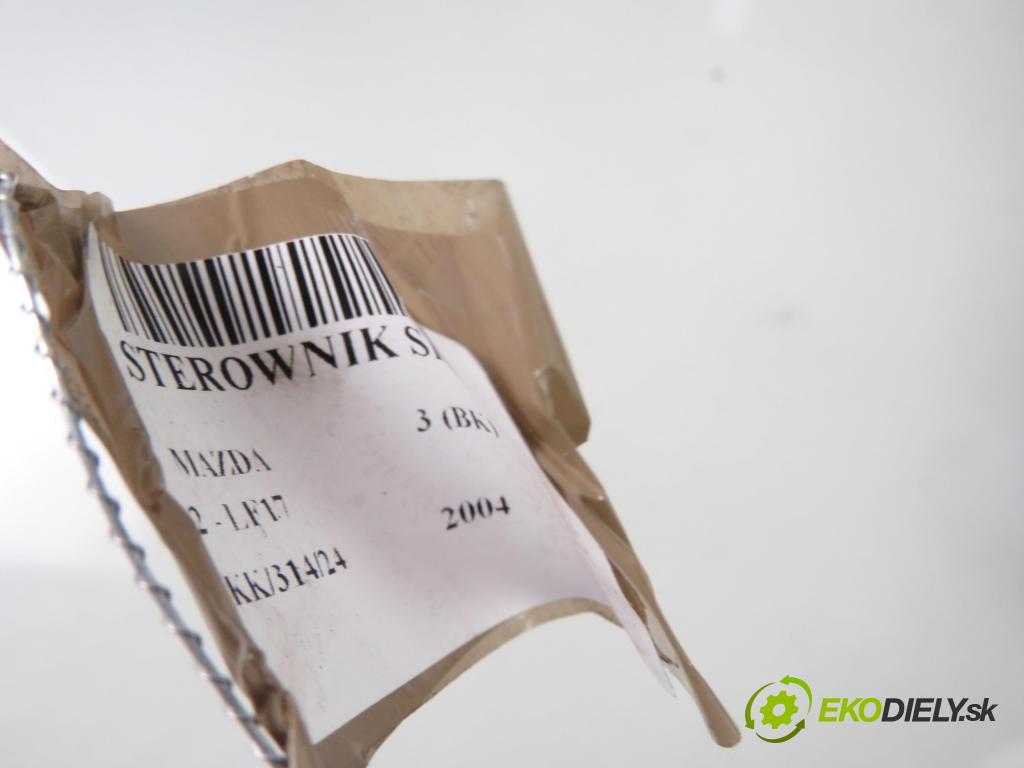 STEROWNIK
3 (BK)
MAZDA
2 - LF17
2004
KK/314/24
EKODIELY.sk